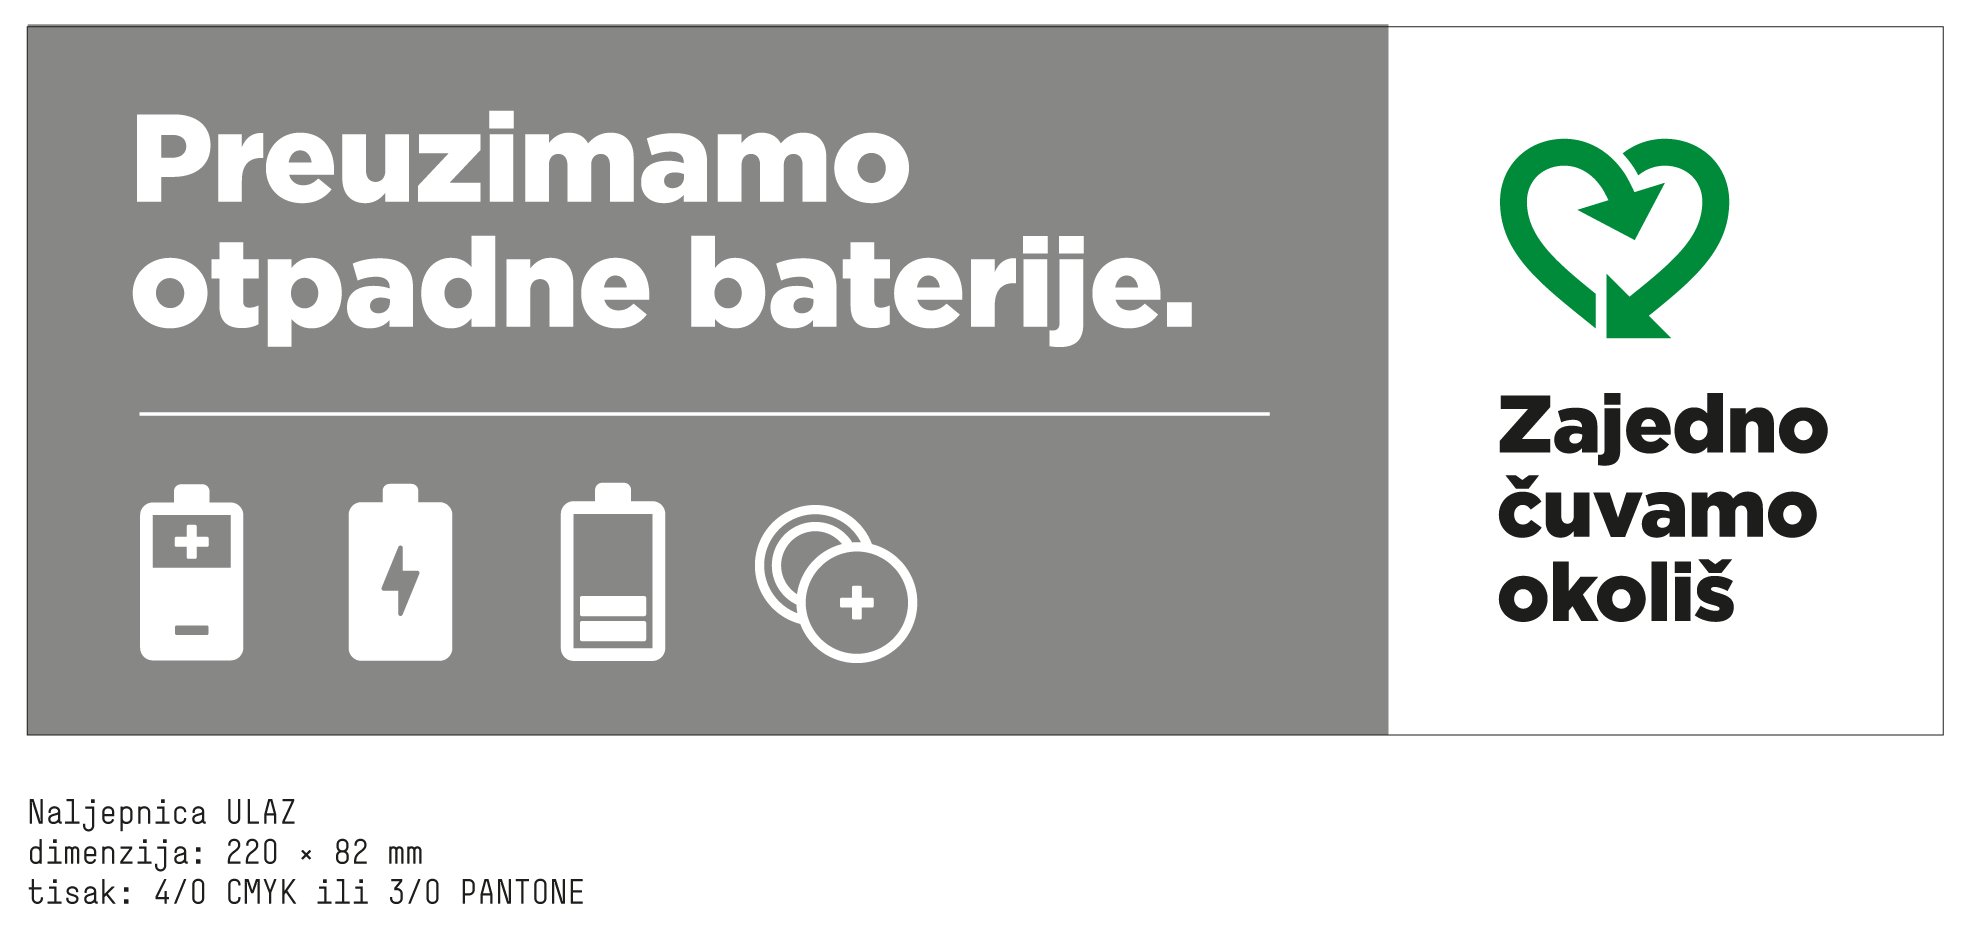 Preuzimamo
otpadne baterije.
Zajedno
čuvamo
okoliš
Naljepnica ULAZ
dimenzija: 220 × 82 mm
tisak: 4/0 CMYK ili 3/0 PANTONE